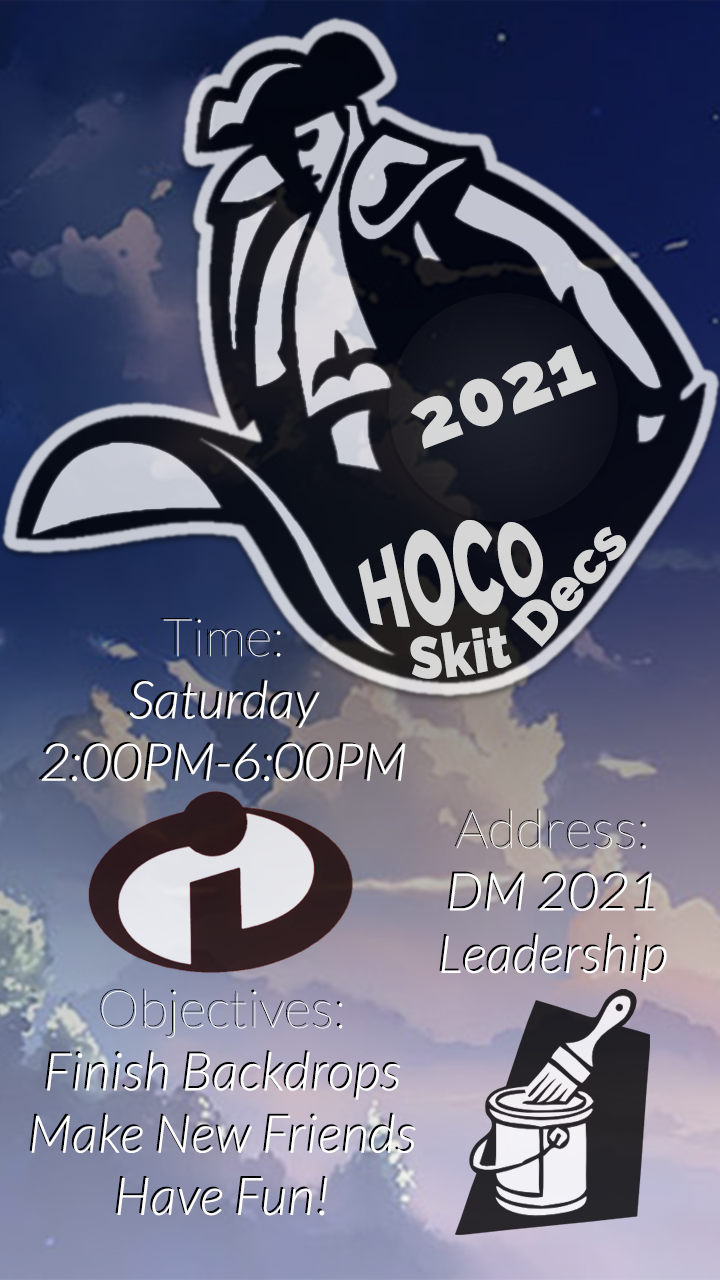 2021
HOCO
Skit Decs
Time:
Saturday
2:00PM-6:00PM
Address:
DM 2021
Leadership
Objectives:
Finish Backdrops
Make New Friends
Have Fun!